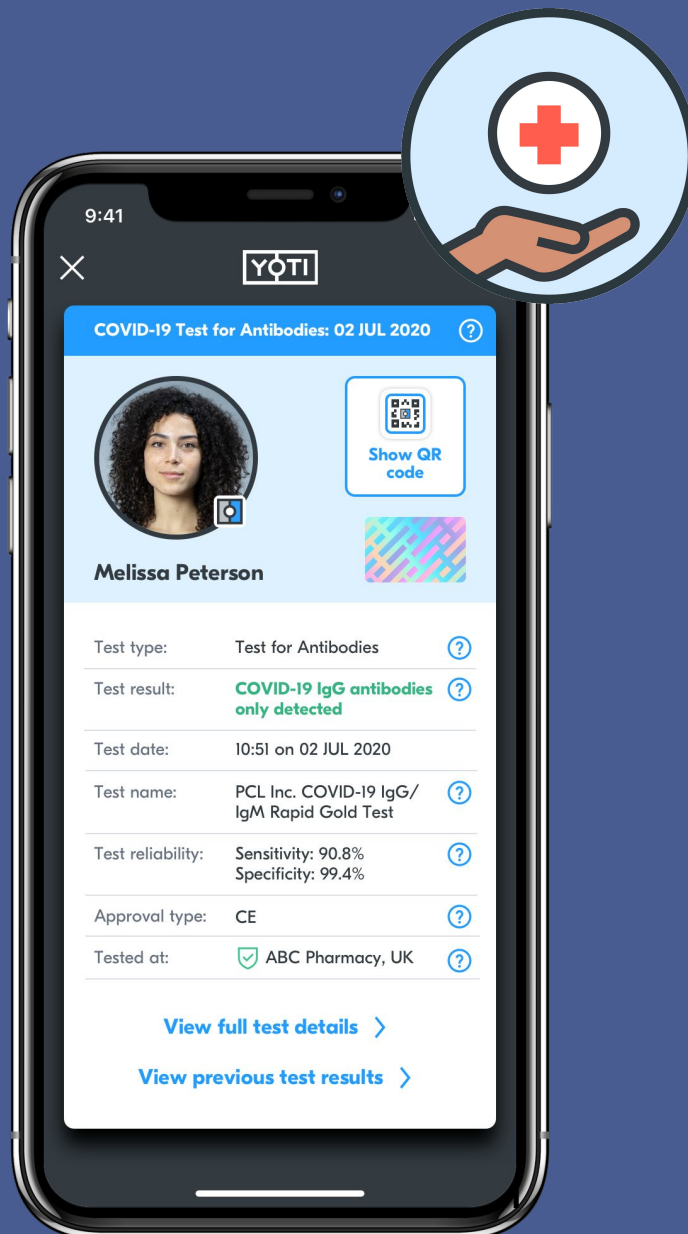 9:41
YOTI
COVID-19 Test for Antibodies: 02 JUL 2020 ?
Show QR
code
Melissa Peterson
Test type: Test for Antibodies ?
Test result: COVID-19 IgG antibodies ?
only detected
Test date: 10:51 on 02 JUL 2020
Test name: PCL Inc. COVID-19 IgG/ ?
IgM Rapid Gold Test
Test reliability: Sensitivity: 90.8% ?
Specificity: 99.4%
Approval type: CE ?
Tested at: ABC Pharmacy, UK ?
View full test details
View previous test results